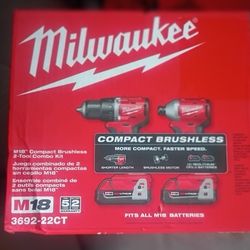 Milwaukee
M18™ Compact Brushless
2-Tool Combo Kit
Juego combinado de 2
herramientas compactas
sin cesillo M18™
Ensemble combiné de
2 outils compacts
sans balai M18™
COMPACT BRUSHLESS
MORE COMPACT. FASTER SPEED.
SHORTER LENGTH
BRUSHLESS MOTOR
M18
3692-22CT
FITS ALL M18 BATTERIES